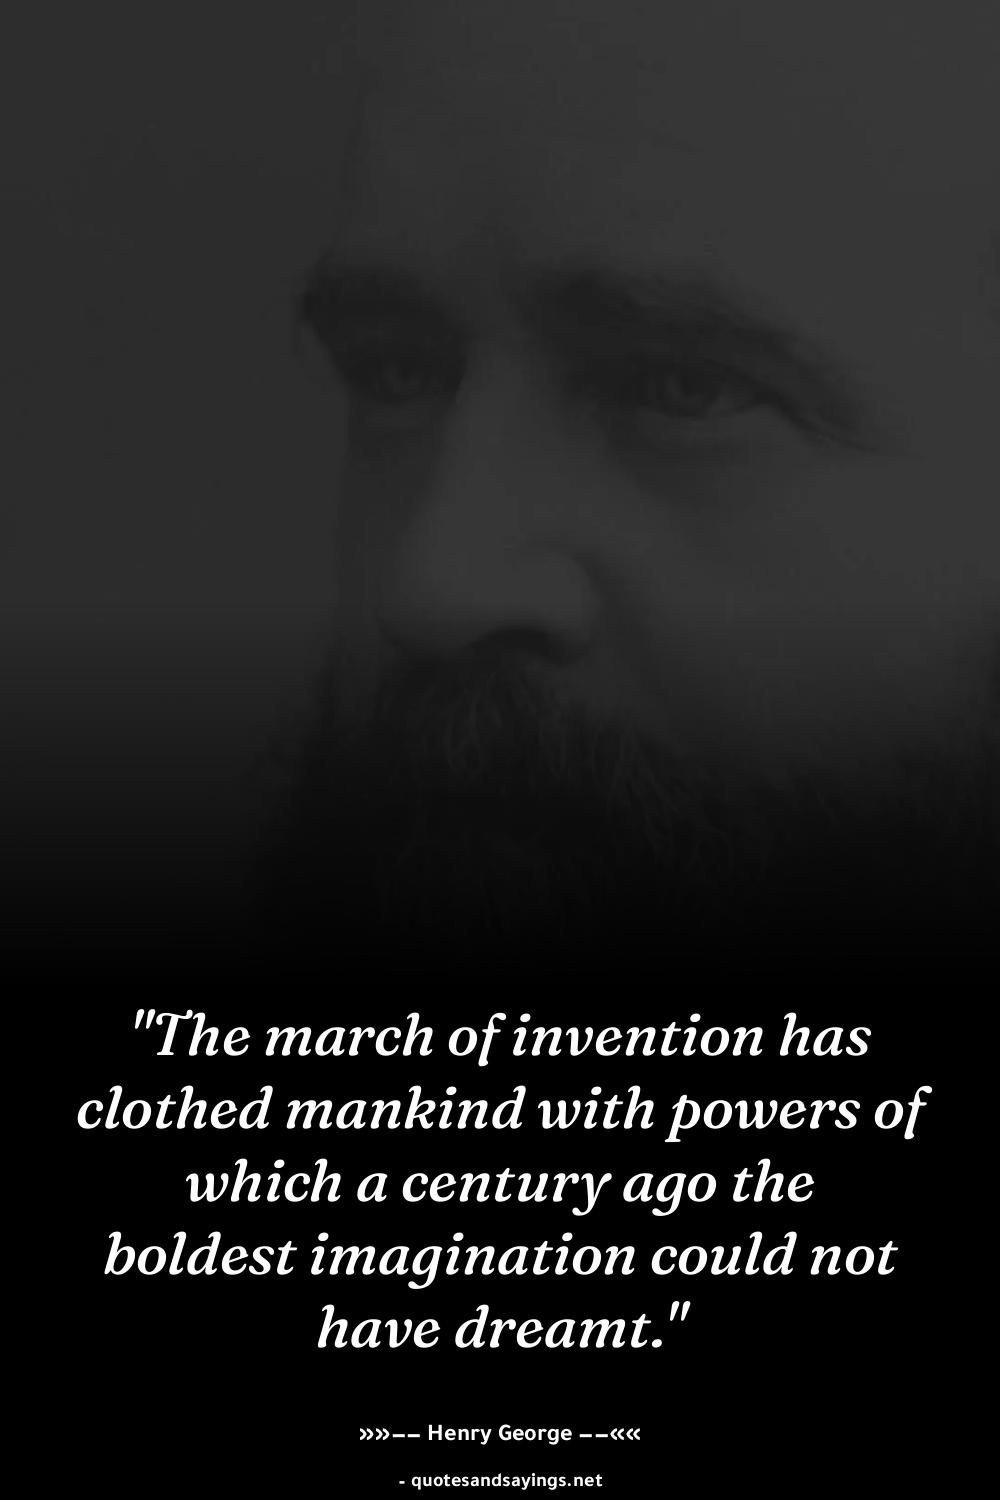 "The march of invention has
clothed mankind with powers of
which a century ago the
boldest imagination could not
have dreamt."
»»−− Henry George −−««
- quotesandsayings.net